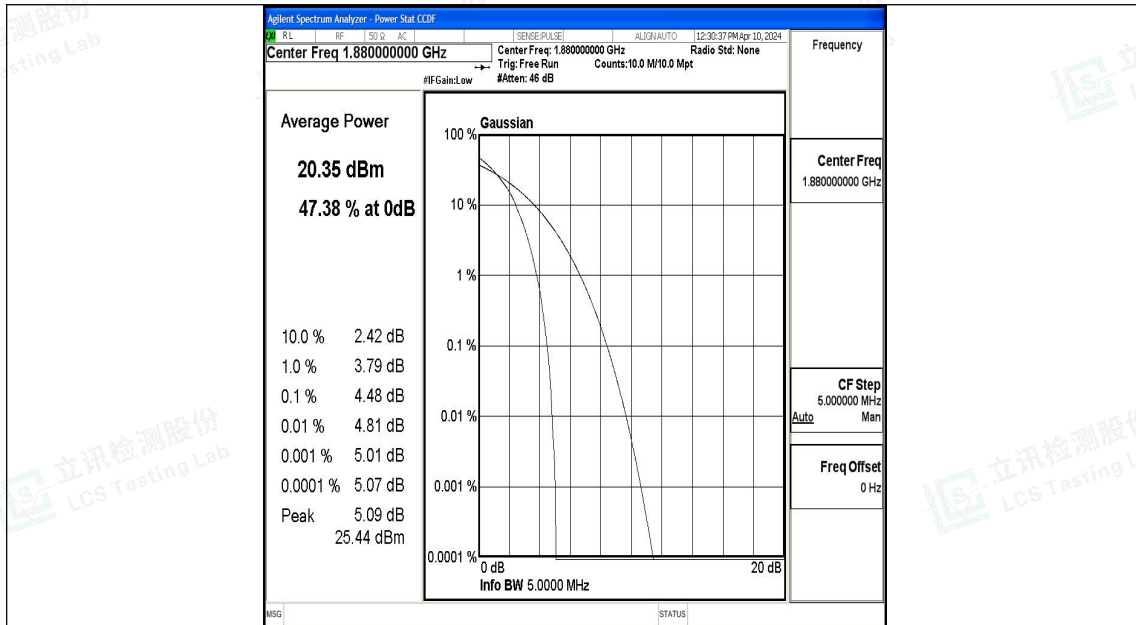 Agilent Spectrum Analyzer - Power Stat CCDF
RL RF 50 Ω AC SENSE:PULSE ALIGNAUTO 12:30:37 PM Apr 10, 2024
Center Freq 1.880000000 GHz
Center Freq: 1.880000000 GHz Radio Std: None
Trig: Free Run Counts:10.0 M/10.0 Mpt
#IFGain:Low #Atten: 46 dB
Frequency
Average Power
20.35 dBm
47.38 % at 0dB
10.0 % 2.42 dB
1.0 % 3.79 dB
0.1 % 4.48 dB
0.01 % 4.81 dB
0.001 % 5.01 dB
0.0001 % 5.07 dB
Peak 5.09 dB
25.44 dBm
Gaussian
100 %
10 %
1 %
0.1 %
0.01 %
0.001 %
0.0001 %
0 dB 20 dB
Info BW 5.0000 MHz
Center Freq
1.880000000 GHz
CF Step
5.000000 MHz
Auto Man
Freq Offset
0 Hz
MSG STATUS
立讯检测股份
LCS Testing Lab
立讯检测股份
LCS Testing L